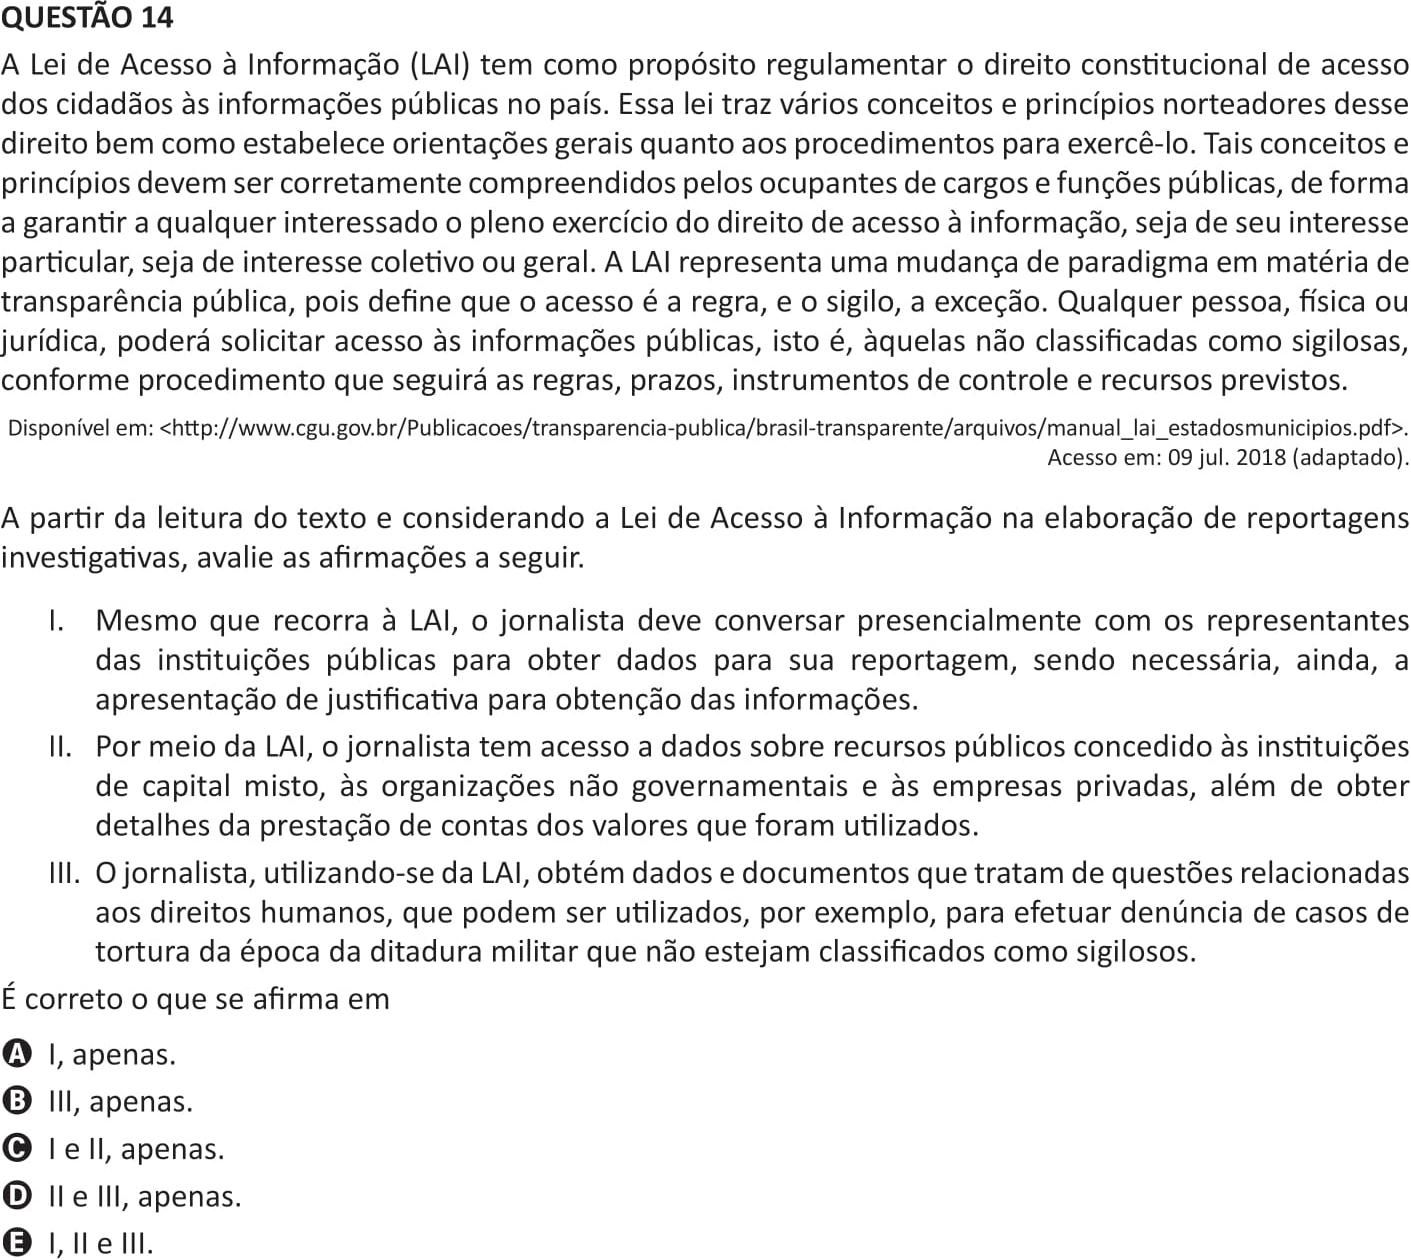 QUESTÃO 14
A Lei de Acesso à Informação (LAI) tem como propósito regulamentar o direito constitucional de acesso
dos cidadãos às informações públicas no país. Essa lei traz vários conceitos e princípios norteadores desse
direito bem como estabelece orientações gerais quanto aos procedimentos para exercê-lo. Tais conceitos e
princípios devem ser corretamente compreendidos pelos ocupantes de cargos e funções públicas, de forma
a garantir a qualquer interessado o pleno exercício do direito de acesso à informação, seja de seu interesse
particular, seja de interesse coletivo ou geral. A LAI representa uma mudança de paradigma em matéria de
transparência pública, pois define que o acesso é a regra, e o sigilo, a exceção. Qualquer pessoa, física ou
jurídica, poderá solicitar acesso às informações públicas, isto é, àquelas não classificadas como sigilosas,
conforme procedimento que seguirá as regras, prazos, instrumentos de controle e recursos previstos.
Disponível em: <http://www.cgu.gov.br/Publicacoes/transparencia-publica/brasil-transparente/arquivos/manual_lai_estadosmunicipios.pdf>.
Acesso em: 09 jul. 2018 (adaptado).
A partir da leitura do texto e considerando a Lei de Acesso à Informação na elaboração de reportagens
investigativas, avalie as afirmações a seguir.
I. Mesmo que recorra à LAI, o jornalista deve conversar presencialmente com os representantes
das instituições públicas para obter dados para sua reportagem, sendo necessária, ainda, a
apresentação de justificativa para obtenção das informações.
II. Por meio da LAI, o jornalista tem acesso a dados sobre recursos públicos concedido às instituições
de capital misto, às organizações não governamentais e às empresas privadas, além de obter
detalhes da prestação de contas dos valores que foram utilizados.
III. O jornalista, utilizando-se da LAI, obtém dados e documentos que tratam de questões relacionadas
aos direitos humanos, que podem ser utilizados, por exemplo, para efetuar denúncia de casos de
tortura da época da ditadura militar que não estejam classificados como sigilosos.
É correto o que se afirma em
A I, apenas.
B III, apenas.
C I e II, apenas.
D II e III, apenas.
E I, II e III.